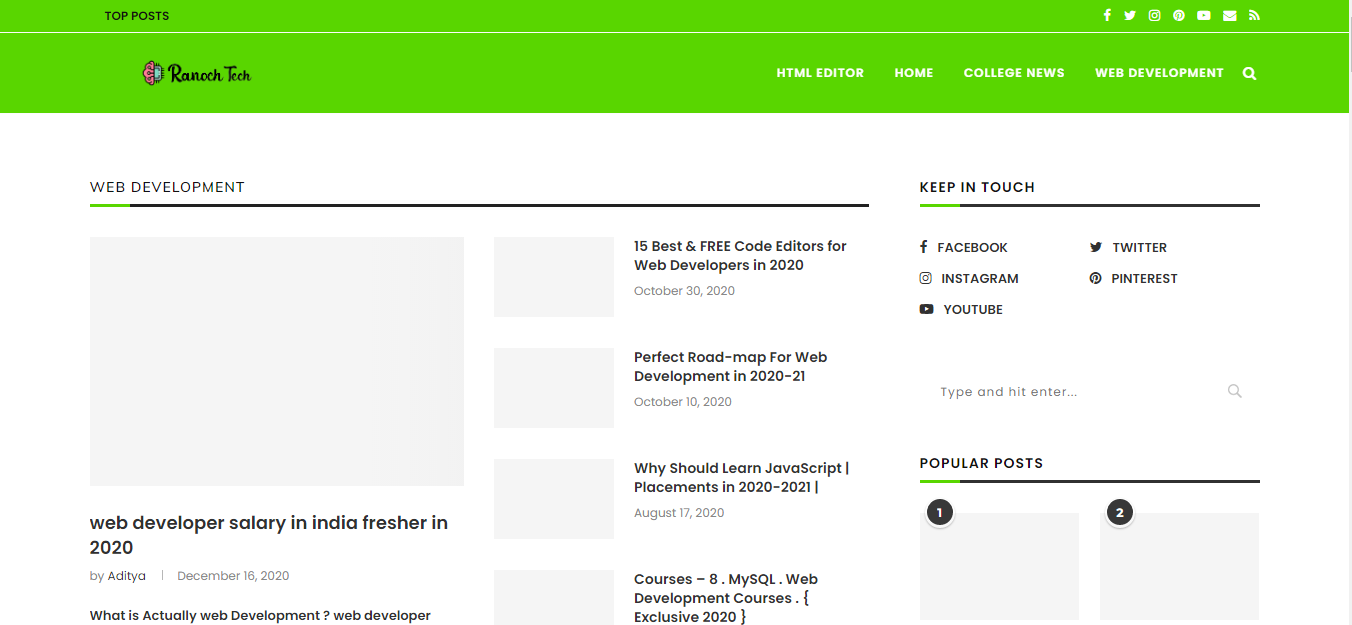 TOP POSTS
Ranoch Tech
HTML EDITOR HOME COLLEGE NEWS WEB DEVELOPMENT
WEB DEVELOPMENT
web developer salary in india fresher in
2020
by Aditya December 16, 2020
What is Actually web Development ? web developer
15 Best & FREE Code Editors for
Web Developers in 2020
October 30, 2020
Perfect Road-map For Web
Development in 2020-21
October 10, 2020
Why Should Learn JavaScript |
Placements in 2020-2021 |
August 17, 2020
Courses – 8 . MySQL . Web
Development Courses . {
Exclusive 2020 }
KEEP IN TOUCH
FACEBOOK TWITTER
INSTAGRAM PINTEREST
YOUTUBE
Type and hit enter...
POPULAR POSTS
1 2